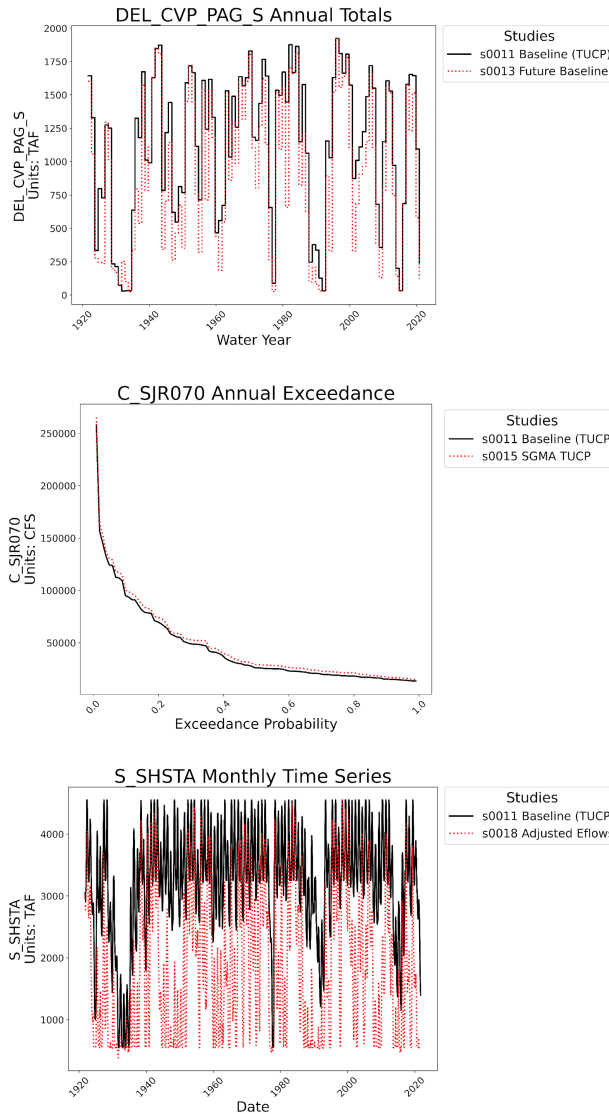 DEL_CVP_PAG_S Annual Totals
Studies
s0011 Baseline (TUCP)
s0013 Future Baseline
DEL_CVP_PAG_S
Units: TAF
2000
1750
1500
1250
1000
750
500
250
0
1920
1940
1960
1980
2000
2020
Water Year
C_SJR070 Annual Exceedance
Studies
s0011 Baseline (TUCP
s0015 SGMA TUCP
C_SJR070
Units: CFS
250000
200000
150000
100000
50000
0.0
0.2
0.4
0.6
0.8
1.0
Exceedance Probability
S_SHSTA Monthly Time Series
Studies
s0011 Baseline (TUCP
s0018 Adjusted Eflows
S_SHSTA
Units: TAF
4000
3000
2000
1000
1920
1940
1960
1980
2000
2020
Date